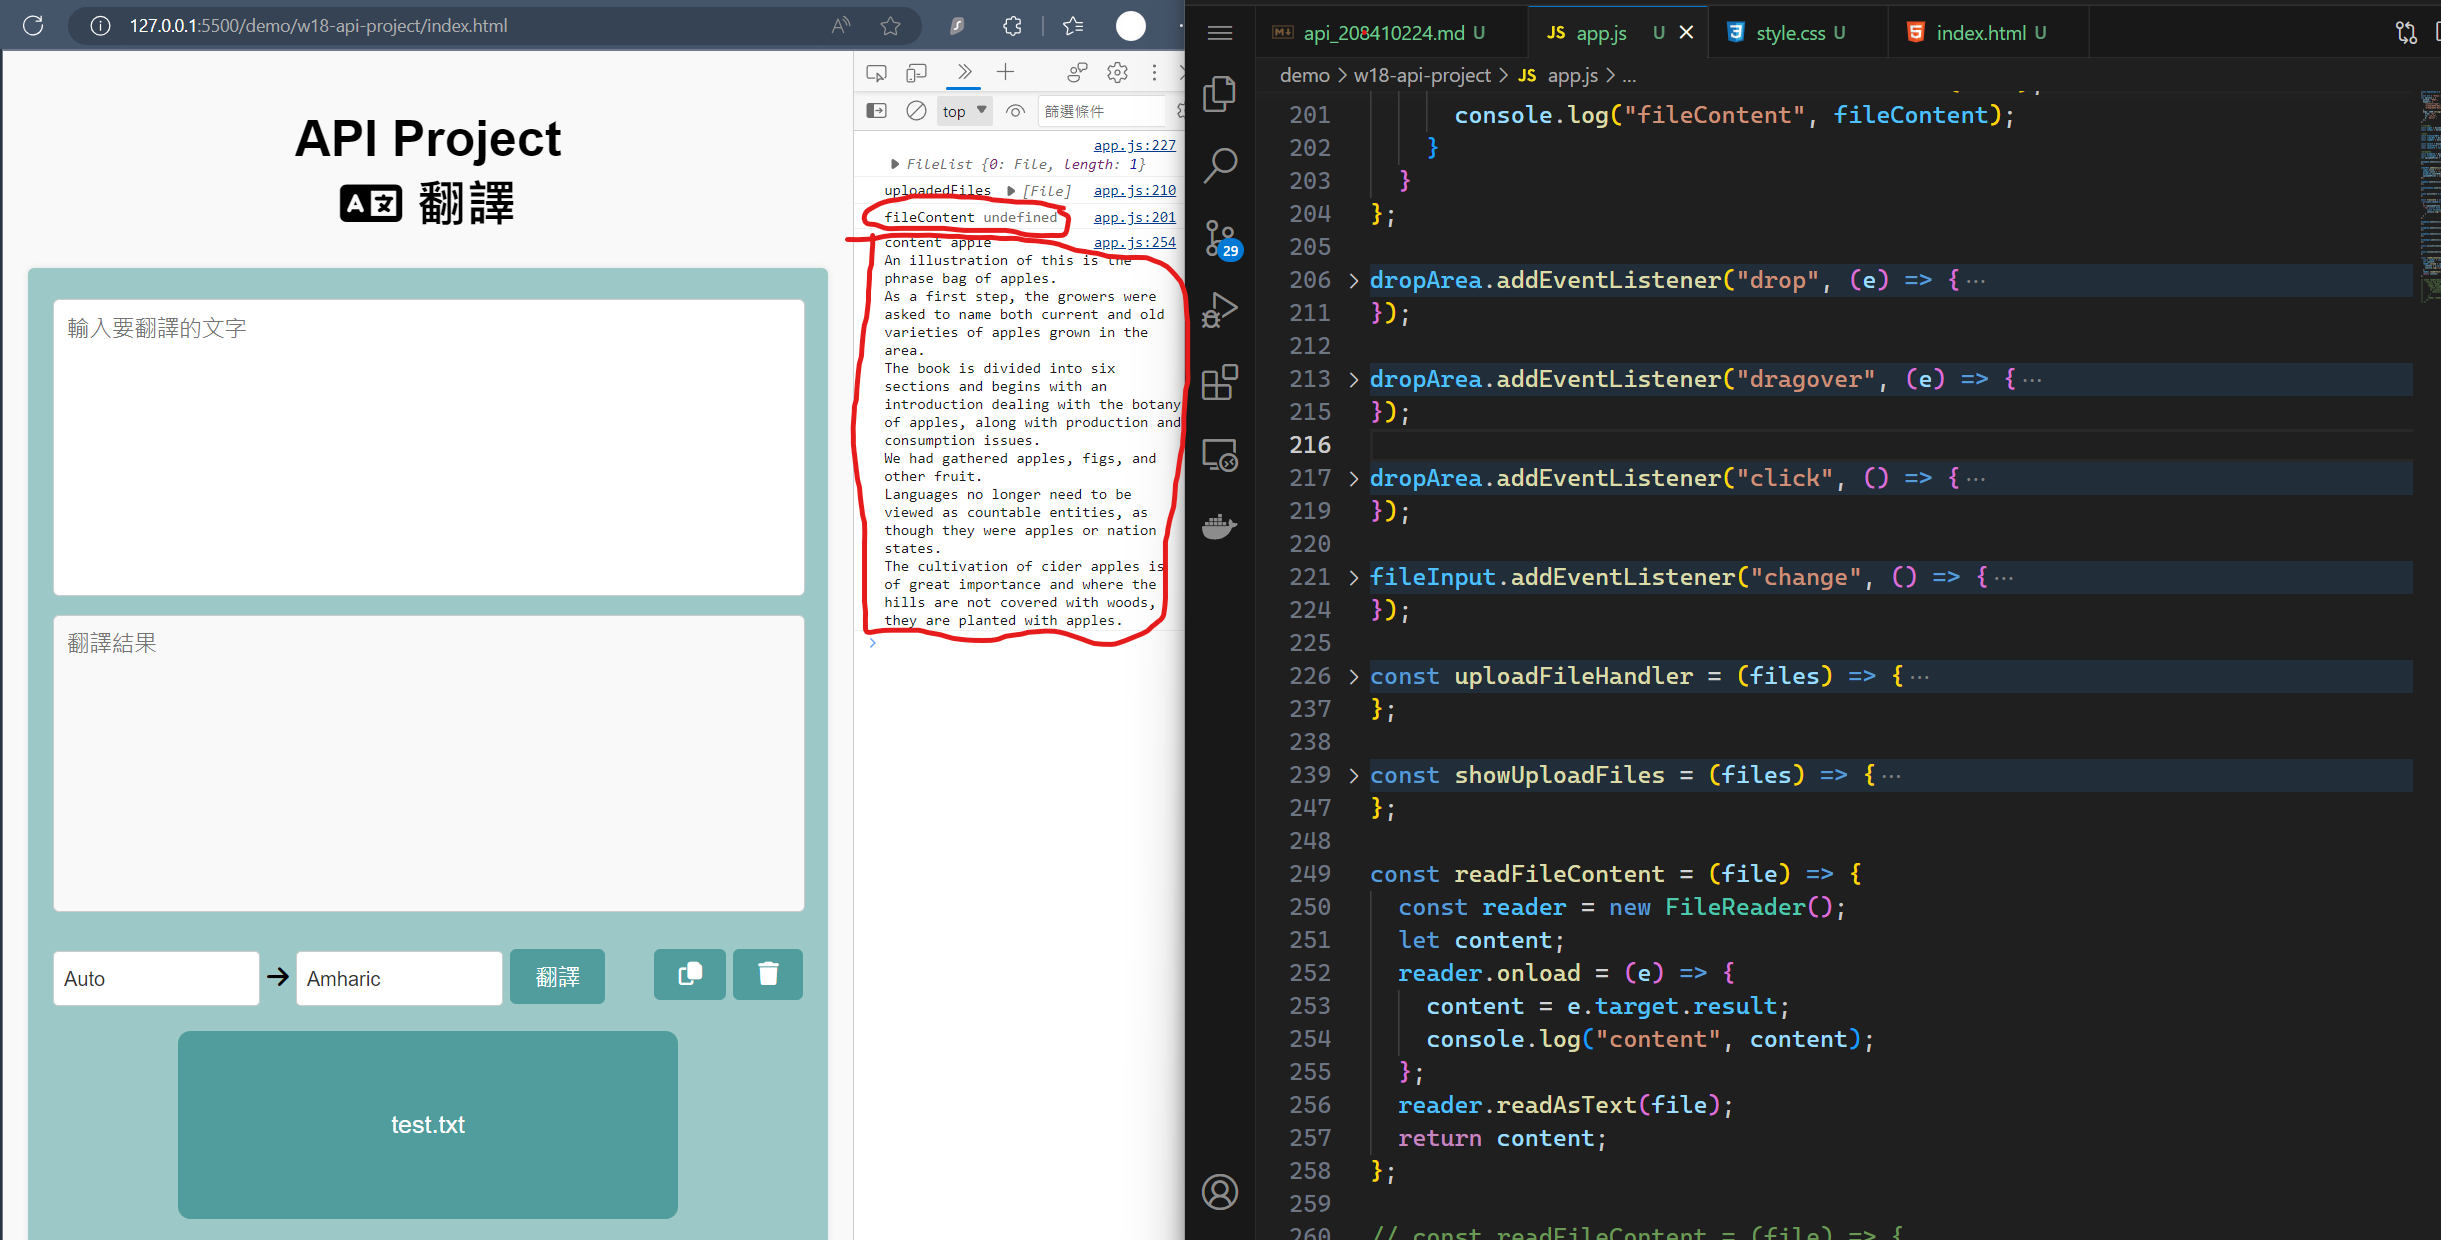 127.0.0.1:5500/demo/w18-api-project/index.html
API Project
翻譯
輸入要翻譯的文字
翻譯結果
Auto
Amharic
翻譯
test.txt
top
篩選條件
app.js:227
FileList {0: File, length: 1}
uploadedFiles [File] app.js:210
fileContent undefined app.js:201
content apple app.js:254
An illustration of this is the
phrase bag of apples.
As a first step, the growers were
asked to name both current and old
varieties of apples grown in the
area.
The book is divided into six
sections and begins with an
introduction dealing with the botany
of apples, along with production and
consumption issues.
We had gathered apples, figs, and
other fruit.
Languages no longer need to be
viewed as countable entities, as
though they were apples or nation
states.
The cultivation of cider apples is
of great importance and where the
hills are not covered with woods,
they are planted with apples.
29
api_208410224.md U
JS app.js U
style.css U
index.html U
demo > w18-api-project > JS app.js > ...
201 console.log("fileContent", fileContent);
202 }
203 }
204 };
205
206 dropArea.addEventListener("drop", (e) => {···
211 });
212
213 dropArea.addEventListener("dragover", (e) => {···
215 });
216
217 dropArea.addEventListener("click", () => {···
219 });
220
221 fileInput.addEventListener("change", () => {···
224 });
225
226 const uploadFileHandler = (files) => {···
237 };
238
239 const showUploadFiles = (files) => {···
247 };
248
249 const readFileContent = (file) => {
250 const reader = new FileReader();
251 let content;
252 reader.onload = (e) => {
253 content = e.target.result;
254 console.log("content", content);
255 };
256 reader.readAsText(file);
257 return content;
258 };
259
260 // const readFileContent = (file) => {